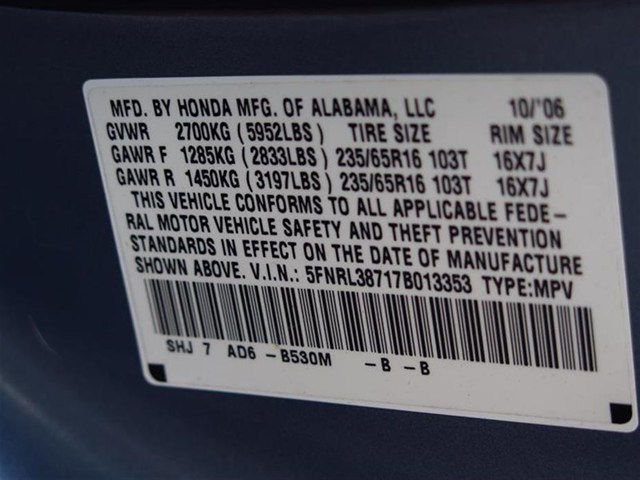 MFD. BY HONDA MFG. OF ALABAMA, LLC 10/'06
GVWR 2700KG (5952LBS) TIRE SIZE RIM SIZE
GAWR F 1285KG (2833LBS) 235/65R16 103T 16X7J
GAWR R 1450KG (3197LBS) 235/65R16 103T 16X7J
THIS VEHICLE CONFORMS TO ALL APPLICABLE FEDE-
RAL MOTOR VEHICLE SAFETY AND THEFT PREVENTION
STANDARDS IN EFFECT ON THE DATE OF MANUFACTURE
SHOWN ABOVE. V.I.N.: 5FNRL38717B013353 TYPE:MPV
SHJ 7 AD6 -B530M -B -B